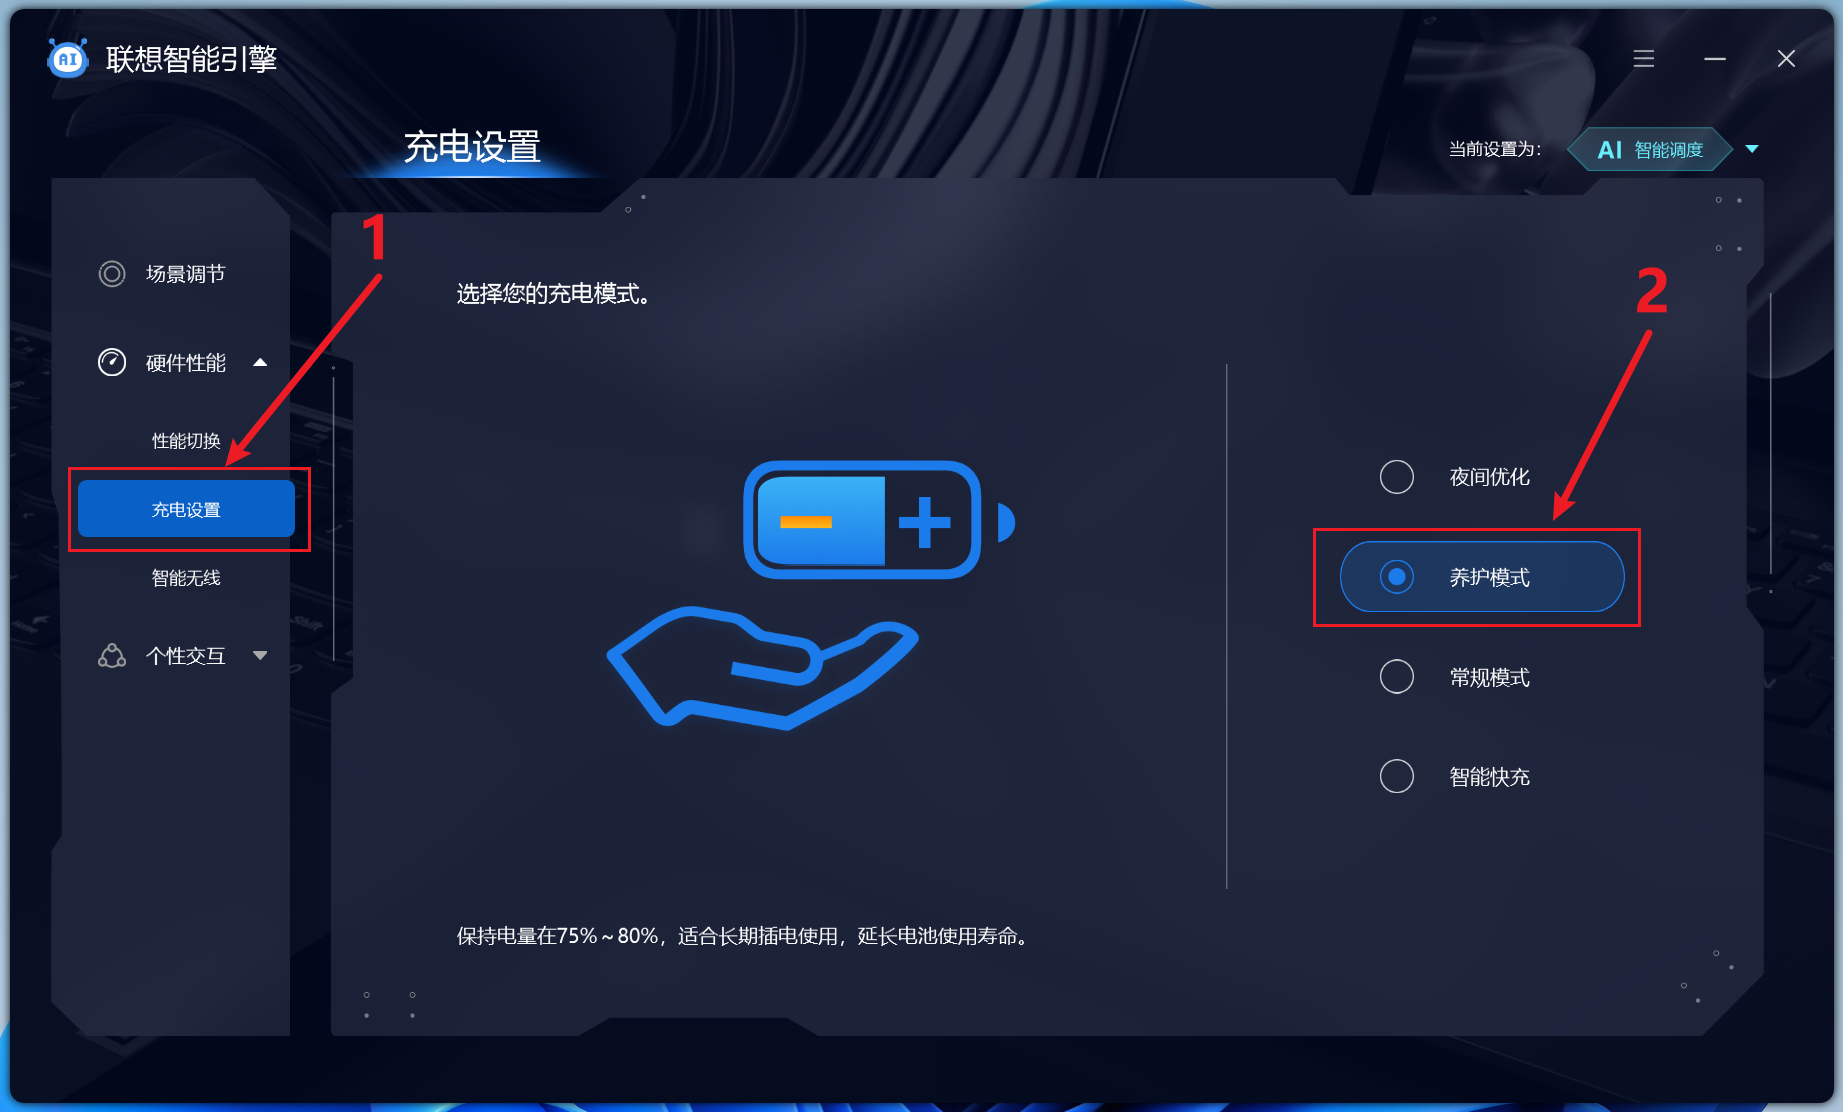 AI
联想智能引擎
充电设置
当前设置为：
AI 智能调度
1
场景调节
选择您的充电模式。
2
硬件性能
性能切换
夜间优化
充电设置
养护模式
智能无线
个性交互
常规模式
智能快充
保持电量在75%~80%，适合长期插电使用，延长电池使用寿命。